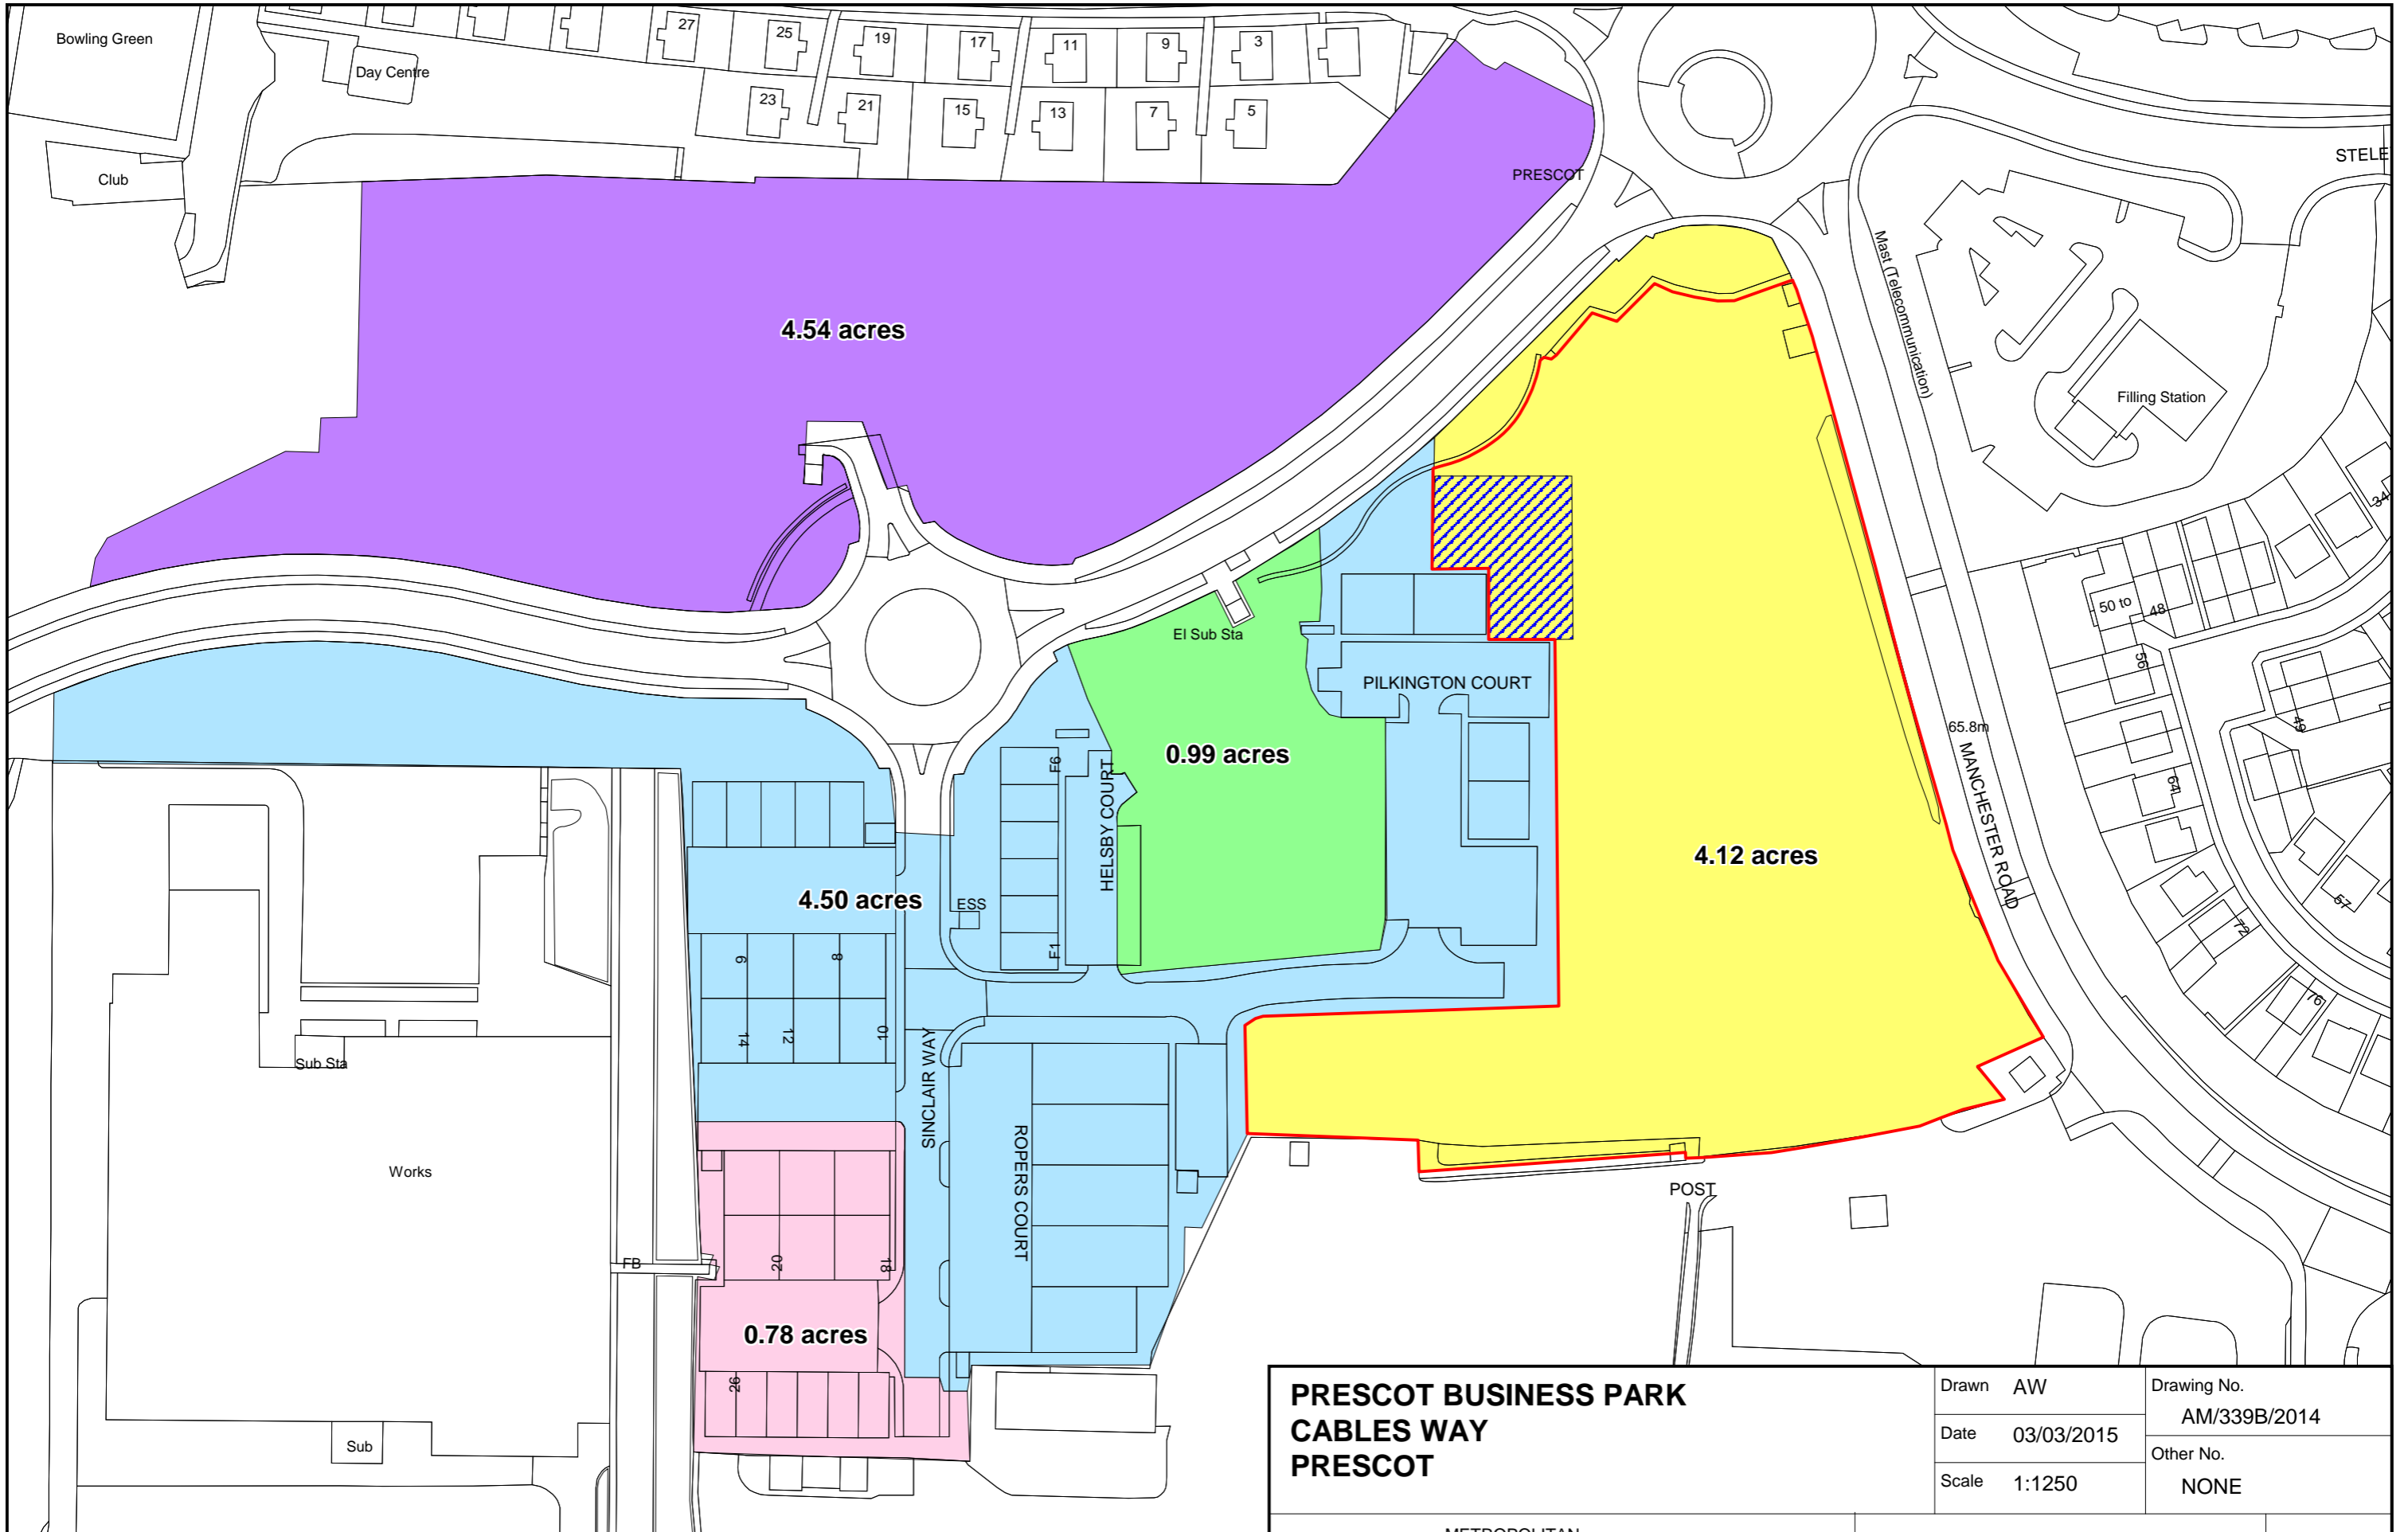 Bowling Green
27
25
19
17
11
9
3
Day Centre
23
21
15
13
7
5
Club
PRESCOT
STELE
Mast (Telecommunication)
4.54 acres
Filling Station
34
50 to
48
El Sub Sta
PILKINGTON COURT
56
65.8m
49
0.99 acres
F6
HELSBY COURT
64
MANCHESTER ROAD
4.12 acres
4.50 acres
ESS
57
F1
72
6
8
76
14
12
10
SINCLAIR WAY
Sub Sta
ROPERS COURT
Works
POST
FB
20
18
0.78 acres
26
Sub
PRESCOT BUSINESS PARK
CABLES WAY
PRESCOT
Drawn AW
Date 03/03/2015
Scale 1:1250
Drawing No.
AM/339B/2014
Other No.
NONE